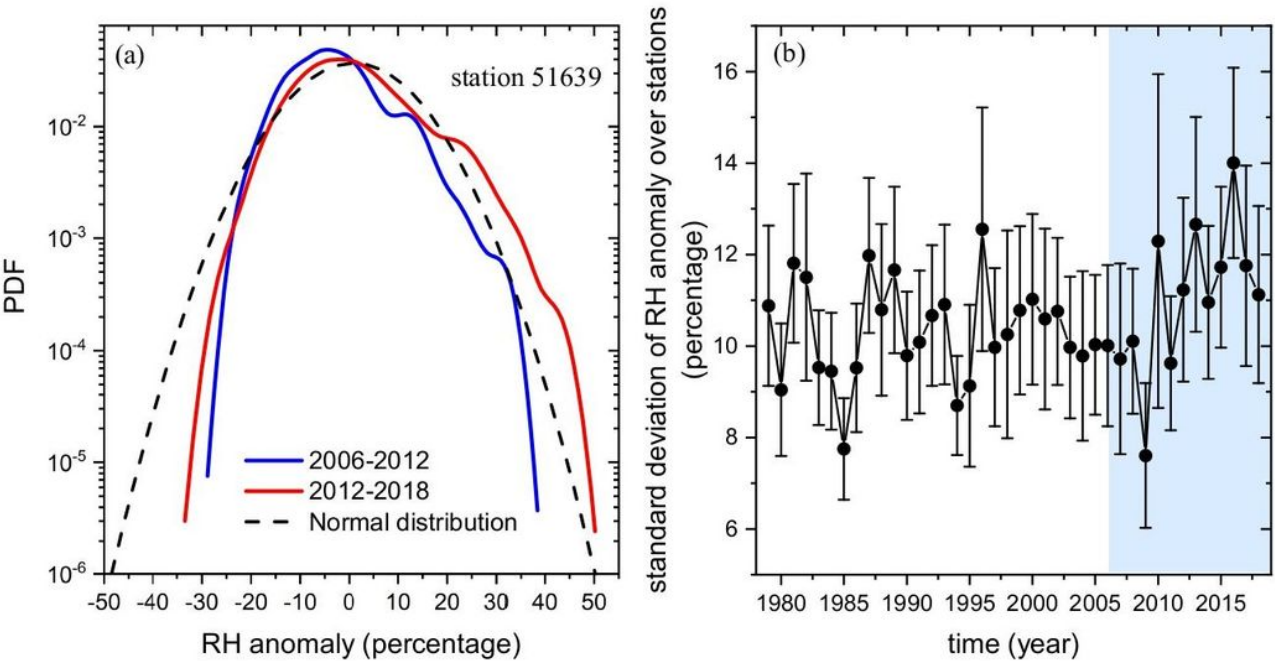 (a)
station 51639
10⁻²
10⁻³
10⁻⁴
10⁻⁵
10⁻⁶
PDF
2006-2012
2012-2018
Normal distribution
-50 -40 -30 -20 -10 0 10 20 30 40 50
RH anomaly (percentage)
(b)
standard deviation of RH anomaly over stations
(percentage)
16
14
12
10
8
6
1980 1985 1990 1995 2000 2005 2010 2015
time (year)